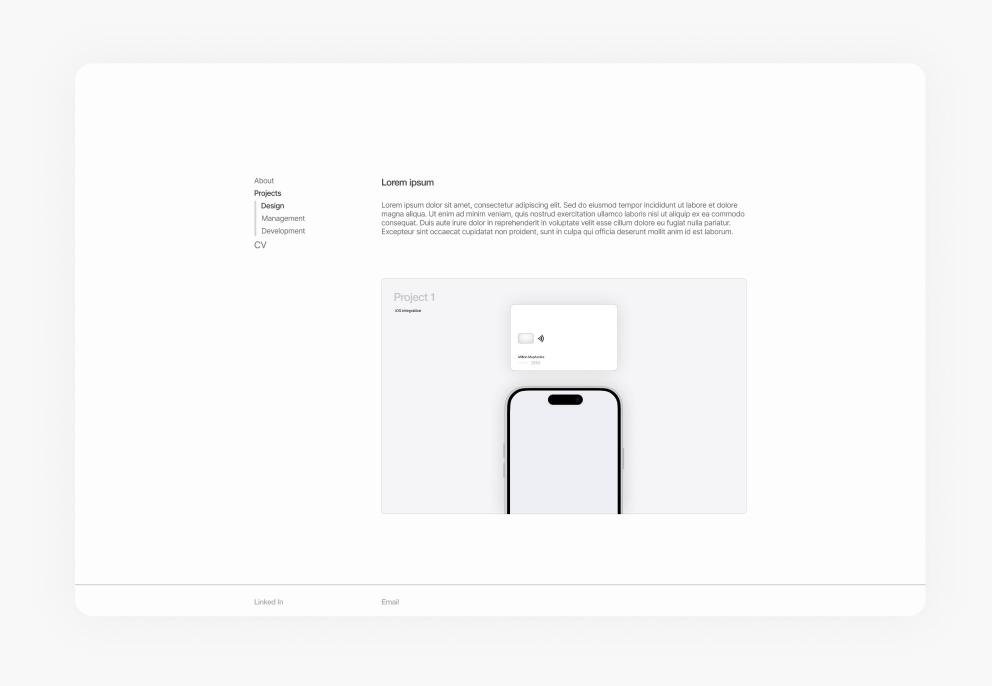 About
Projects
Design
Management
Development
CV
Lorem ipsum
Lorem ipsum dolor sit amet, consectetur adipiscing elit. Sed do eiusmod tempor incididunt ut labore et dolore
magna aliqua. Ut enim ad minim veniam, quis nostrud exercitation ullamco laboris nisi ut aliquip ex ea commodo
consequat. Duis aute irure dolor in reprehenderit in voluptate velit esse cillum dolore eu fugiat nulla pariatur.
Excepteur sint occaecat cupidatat non proident, sunt in culpa qui officia deserunt mollit anim id est laborum.
Project 1
iOS integration
Linked In
Email